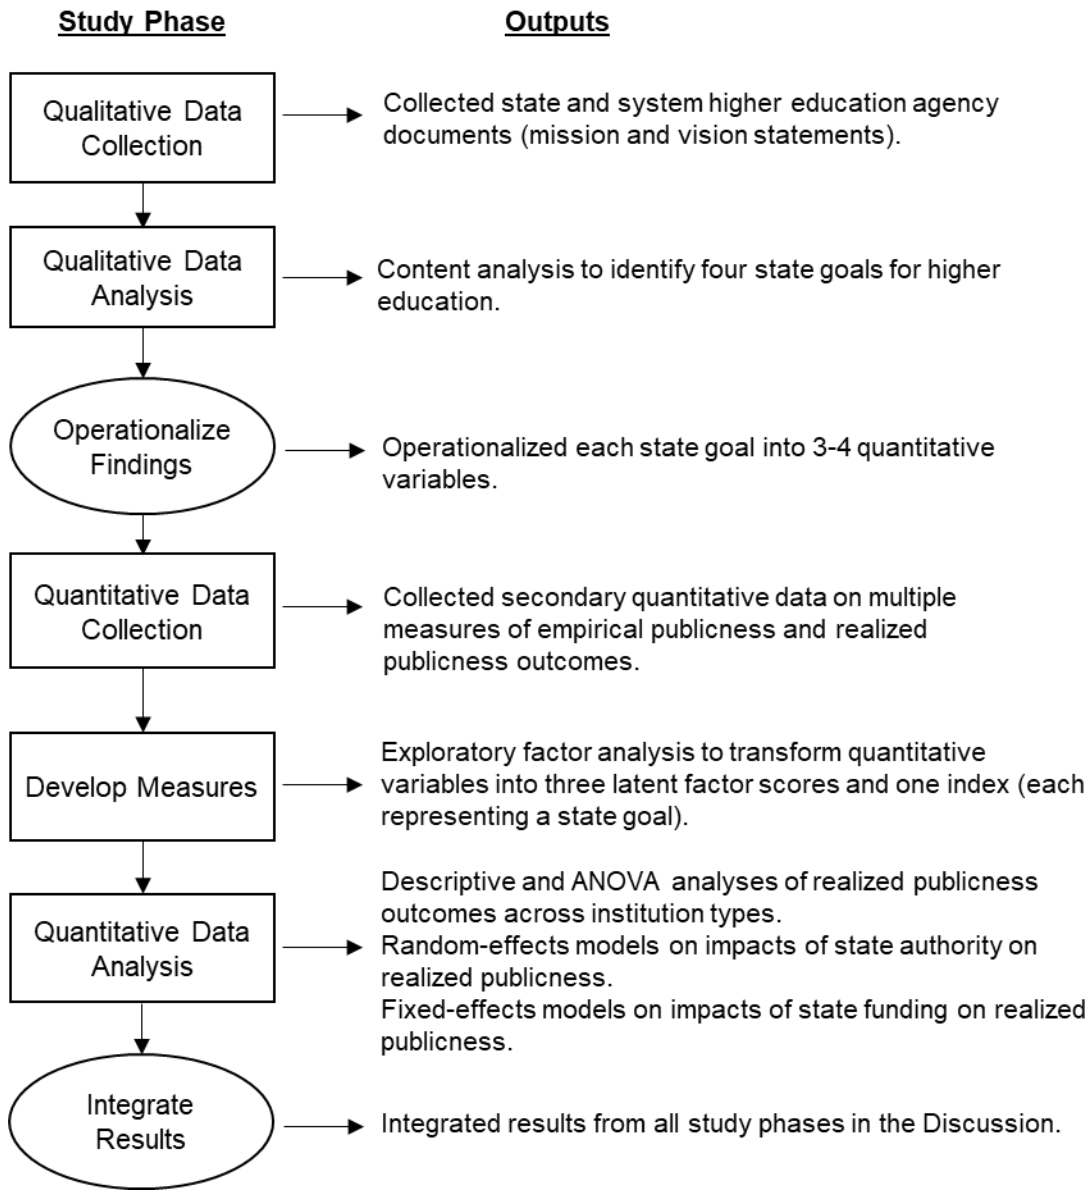 Study Phase
Outputs
Qualitative Data
Collection
Collected state and system higher education agency
documents (mission and vision statements).
Qualitative Data
Analysis
Content analysis to identify four state goals for higher
education.
Operationalize
Findings
Operationalized each state goal into 3-4 quantitative
variables.
Quantitative Data
Collection
Collected secondary quantitative data on multiple
measures of empirical publicness and realized
publicness outcomes.
Develop Measures
Exploratory factor analysis to transform quantitative
variables into three latent factor scores and one index (each
representing a state goal).
Quantitative Data
Analysis
Descriptive and ANOVA analyses of realized publicness
outcomes across institution types.
Random-effects models on impacts of state authority on
realized publicness.
Fixed-effects models on impacts of state funding on realized
publicness.
Integrate
Results
Integrated results from all study phases in the Discussion.